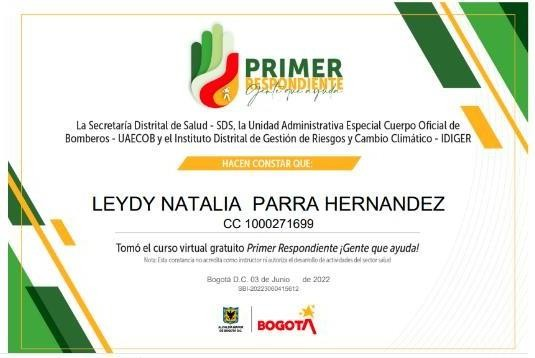 PRIMER
RESPONDIENTE
Gente que ayuda
La Secretaría Distrital de Salud - SDS, la Unidad Administrativa Especial Cuerpo Oficial de
Bomberos - UAECOB y el Instituto Distrital de Gestión de Riesgos y Cambio Climático - IDIGER
HACEN CONSTAR QUE:
LEYDY NATALIA PARRA HERNANDEZ
CC 1000271699
Tomó el curso virtual gratuito Primer Respondiente ¡Gente que ayuda!
Nota: Esta constancia no acredita como instructor ni autoriza el desarrollo de actividades del sector salud
Bogotá D.C. 03 de Junio de 2022
SBI-20223060415612
ALCALDÍA MAYOR
DE BOGOTÁ D.C.
BOGOTÁ